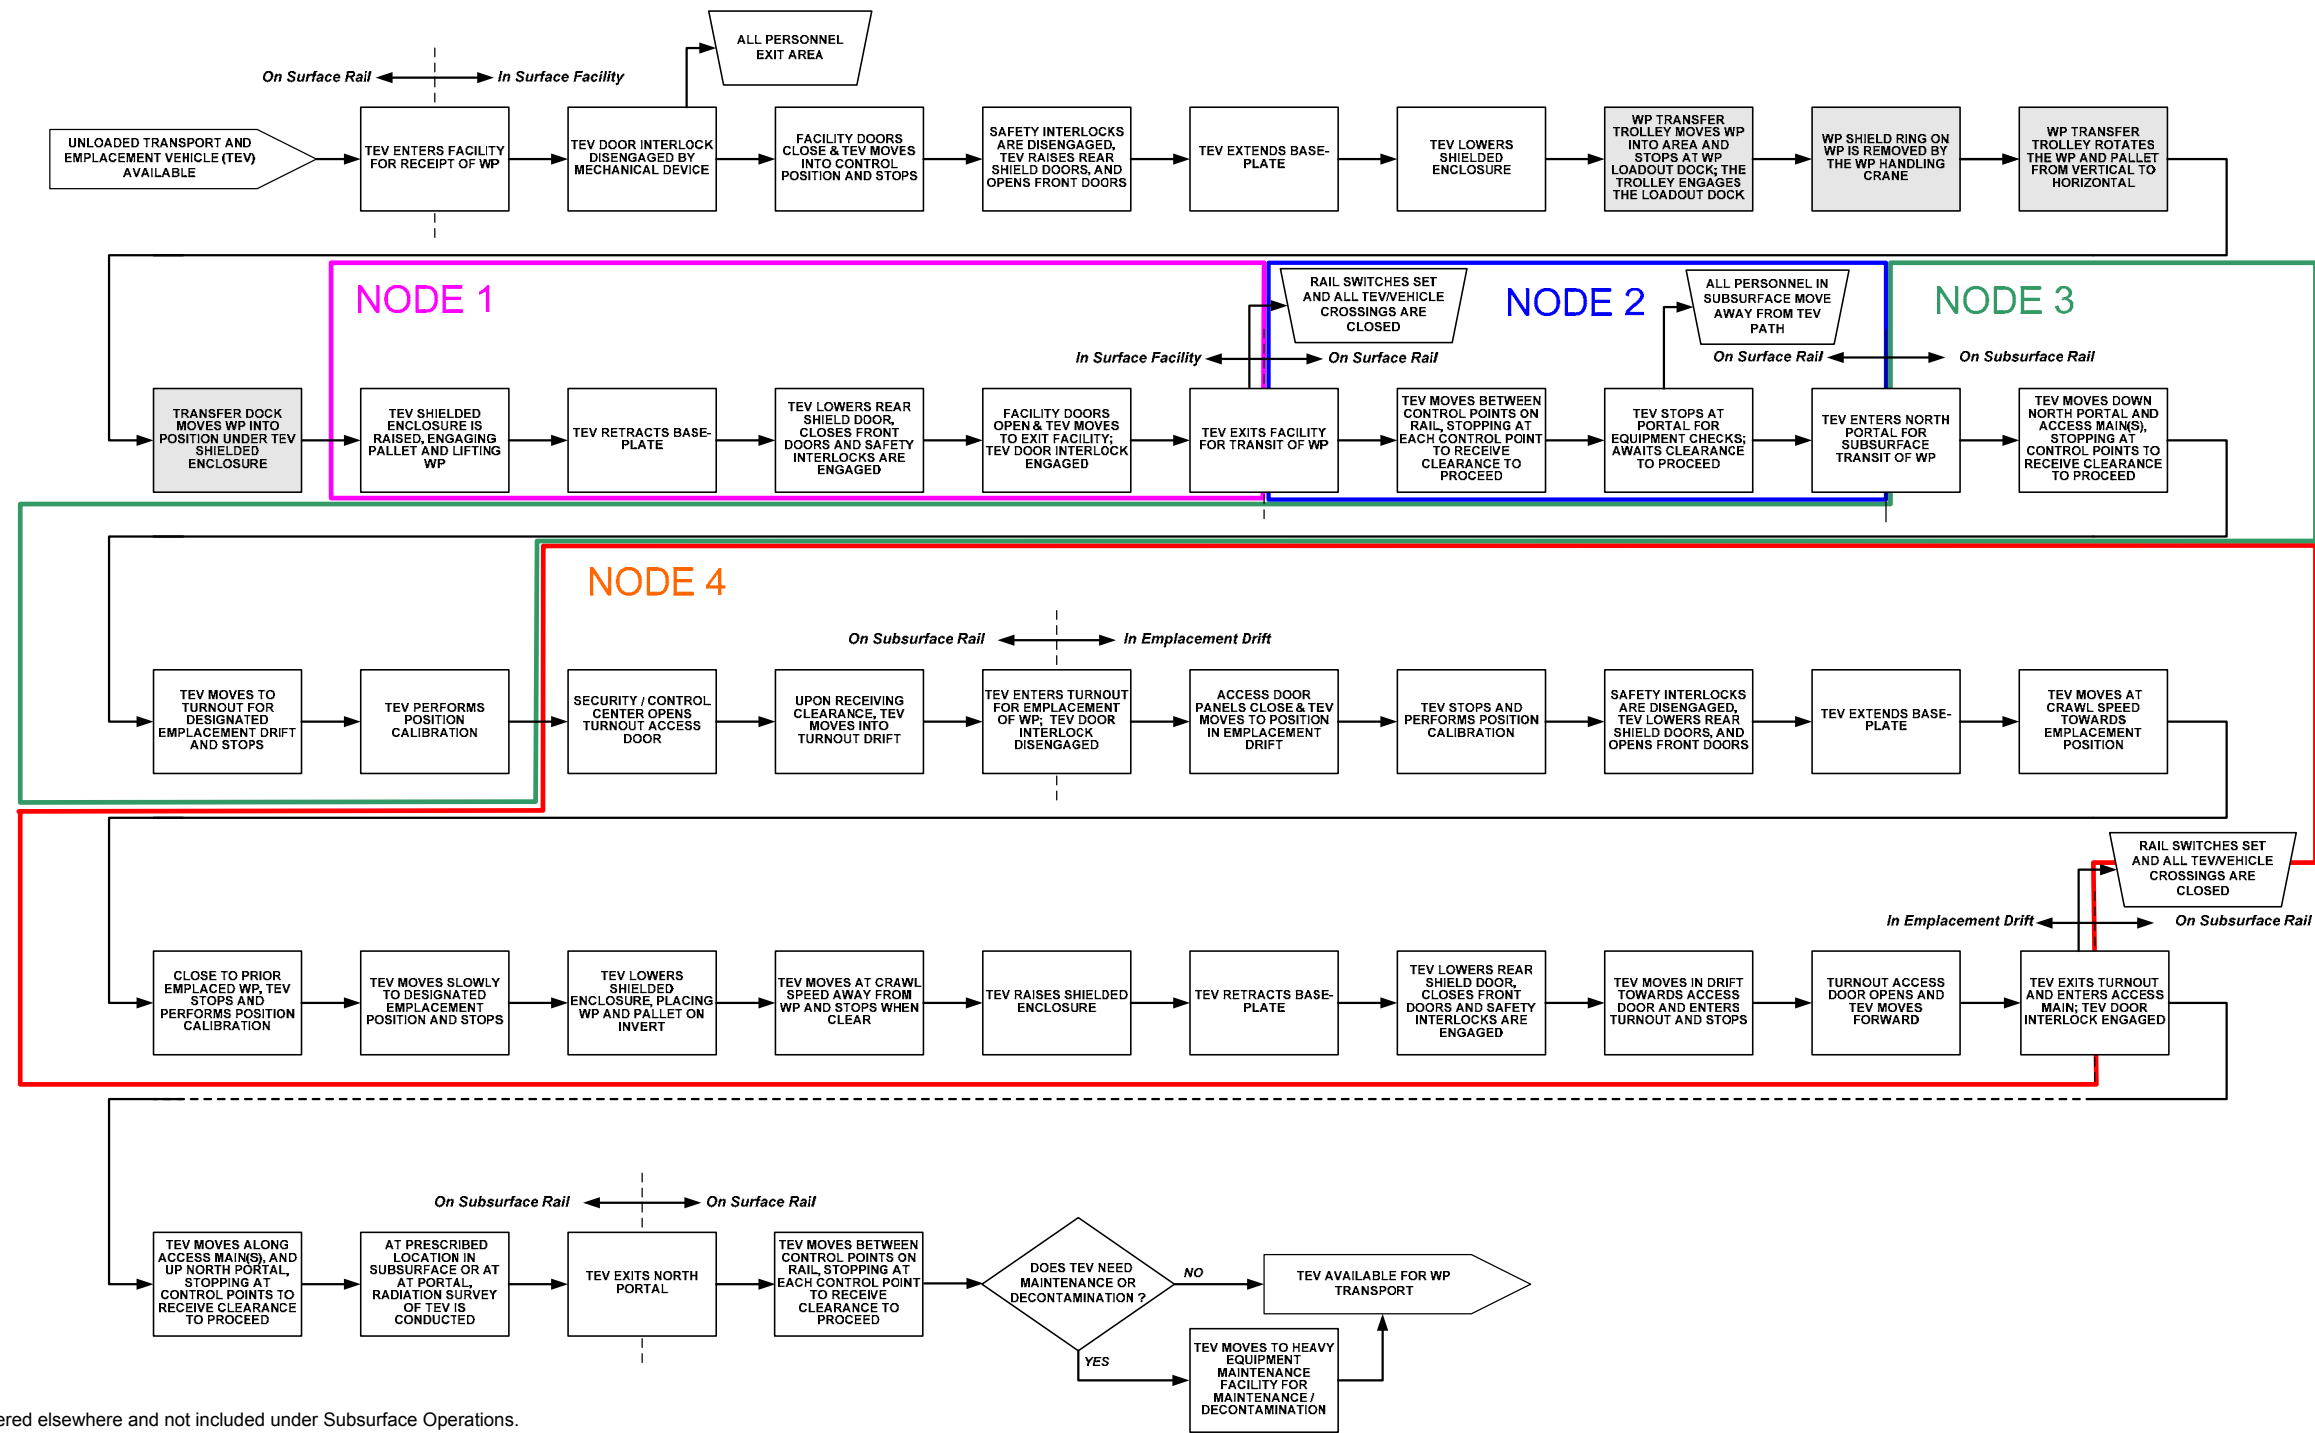 ALL PERSONNEL
EXIT AREA
On Surface Rail
In Surface Facility
UNLOADED TRANSPORT AND
EMPLACEMENT VEHICLE (TEV)
AVAILABLE
TEV ENTERS FACILITY
FOR RECEIPT OF WP
TEV DOOR INTERLOCK
DISENGAGED BY
MECHANICAL DEVICE
FACILITY DOORS
CLOSE & TEV MOVES
INTO CONTROL
POSITION AND STOPS
SAFETY INTERLOCKS
ARE DISENGAGED,
TEV RAISES REAR
SHIELD DOORS, AND
OPENS FRONT DOORS
TEV EXTENDS BASE-
PLATE
TEV LOWERS
SHIELDED
ENCLOSURE
WP TRANSFER
TROLLEY MOVES WP
INTO AREA AND
STOPS AT WP
LOADOUT DOCK; THE
TROLLEY ENGAGES
THE LOADOUT DOCK
WP SHIELD RING ON
WP IS REMOVED BY
THE WP HANDLING
CRANE
WP TRANSFER
TROLLEY ROTATES
THE WP AND PALLET
FROM VERTICAL TO
HORIZONTAL
NODE 1
RAIL SWITCHES SET
AND ALL TEV/VEHICLE
CROSSINGS ARE
CLOSED
NODE 2
ALL PERSONNEL IN
SUBSURFACE MOVE
AWAY FROM TEV
PATH
NODE 3
In Surface Facility
On Surface Rail
On Surface Rail
On Subsurface Rail
TRANSFER DOCK
MOVES WP INTO
POSITION UNDER TEV
SHIELDED
ENCLOSURE
TEV SHIELDED
ENCLOSURE IS
RAISED, ENGAGING
PALLET AND LIFTING
WP
TEV RETRACTS BASE-
PLATE
TEV LOWERS REAR
SHIELD DOOR,
CLOSES FRONT
DOORS AND SAFETY
INTERLOCKS ARE
ENGAGED
FACILITY DOORS
OPEN & TEV MOVES
TO EXIT FACILITY;
TEV DOOR INTERLOCK
ENGAGED
TEV EXITS FACILITY
FOR TRANSIT OF WP
TEV MOVES BETWEEN
CONTROL POINTS ON
RAIL, STOPPING AT
EACH CONTROL POINT
TO RECEIVE
CLEARANCE TO
PROCEED
TEV STOPS AT
PORTAL FOR
EQUIPMENT CHECKS;
AWAITS CLEARANCE
TO PROCEED
TEV ENTERS NORTH
PORTAL FOR
SUBSURFACE
TRANSIT OF WP
TEV MOVES DOWN
NORTH PORTAL AND
ACCESS MAIN(S),
STOPPING AT
CONTROL POINTS TO
RECEIVE CLEARANCE
TO PROCEED
NODE 4
On Subsurface Rail
In Emplacement Drift
TEV MOVES TO
TURNOUT FOR
DESIGNATED
EMPLACEMENT DRIFT
AND STOPS
TEV PERFORMS
POSITION
CALIBRATION
SECURITY / CONTROL
CENTER OPENS
TURNOUT ACCESS
DOOR
UPON RECEIVING
CLEARANCE, TEV
MOVES INTO
TURNOUT DRIFT
TEV ENTERS TURNOUT
FOR EMPLACEMENT
OF WP; TEV DOOR
INTERLOCK
DISENGAGED
ACCESS DOOR
PANELS CLOSE & TEV
MOVES TO POSITION
IN EMPLACEMENT
DRIFT
TEV STOPS AND
PERFORMS POSITION
CALIBRATION
SAFETY INTERLOCKS
ARE DISENGAGED,
TEV LOWERS REAR
SHIELD DOORS, AND
OPENS FRONT DOORS
TEV EXTENDS BASE-
PLATE
TEV MOVES AT
CRAWL SPEED
TOWARDS
EMPLACEMENT
POSITION
RAIL SWITCHES SET
AND ALL TEV/VEHICLE
CROSSINGS ARE
CLOSED
In Emplacement Drift
On Subsurface Rail
CLOSE TO PRIOR
EMPLACED WP, TEV
STOPS AND
PERFORMS POSITION
CALIBRATION
TEV MOVES SLOWLY
TO DESIGNATED
EMPLACEMENT
POSITION AND STOPS
TEV LOWERS
SHIELDED
ENCLOSURE, PLACING
WP AND PALLET ON
INVERT
TEV MOVES AT CRAWL
SPEED AWAY FROM
WP AND STOPS WHEN
CLEAR
TEV RAISES SHIELDED
ENCLOSURE
TEV RETRACTS BASE-
PLATE
TEV LOWERS REAR
SHIELD DOOR,
CLOSES FRONT
DOORS AND SAFETY
INTERLOCKS ARE
ENGAGED
TEV MOVES IN DRIFT
TOWARDS ACCESS
DOOR AND ENTERS
TURNOUT AND STOPS
TURNOUT ACCESS
DOOR OPENS AND
TEV MOVES
FORWARD
TEV EXITS TURNOUT
AND ENTERS ACCESS
MAIN; TEV DOOR
INTERLOCK ENGAGED
On Subsurface Rail
On Surface Rail
TEV MOVES ALONG
ACCESS MAIN(S), AND
UP NORTH PORTAL,
STOPPING AT
CONTROL POINTS TO
RECEIVE CLEARANCE
TO PROCEED
AT PRESCRIBED
LOCATION IN
SUBSURFACE OR AT
AT PORTAL,
RADIATION SURVEY
OF TEV IS
CONDUCTED
TEV EXITS NORTH
PORTAL
TEV MOVES BETWEEN
CONTROL POINTS ON
RAIL, STOPPING AT
EACH CONTROL POINT
TO RECEIVE
CLEARANCE TO
PROCEED
DOES TEV NEED
MAINTENANCE OR
DECONTAMINATION ?
NO
TEV AVAILABLE FOR WP
TRANSPORT
YES
TEV MOVES TO HEAVY
EQUIPMENT
MAINTENANCE
FACILITY FOR
MAINTENANCE /
DECONTAMINATION
ered elsewhere and not included under Subsurface Operations.